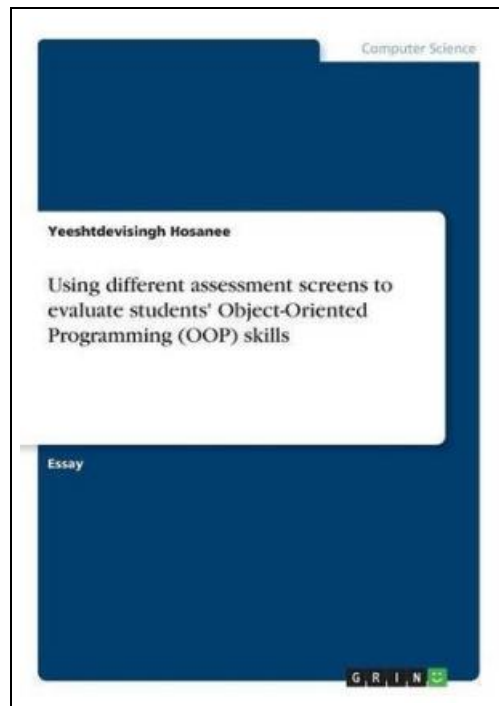 Computer Science
Yeeshtdevisingh Hosanee
Using different assessment screens to
evaluate students' Object-Oriented
Programming (OOP) skills
Essay
GRIN